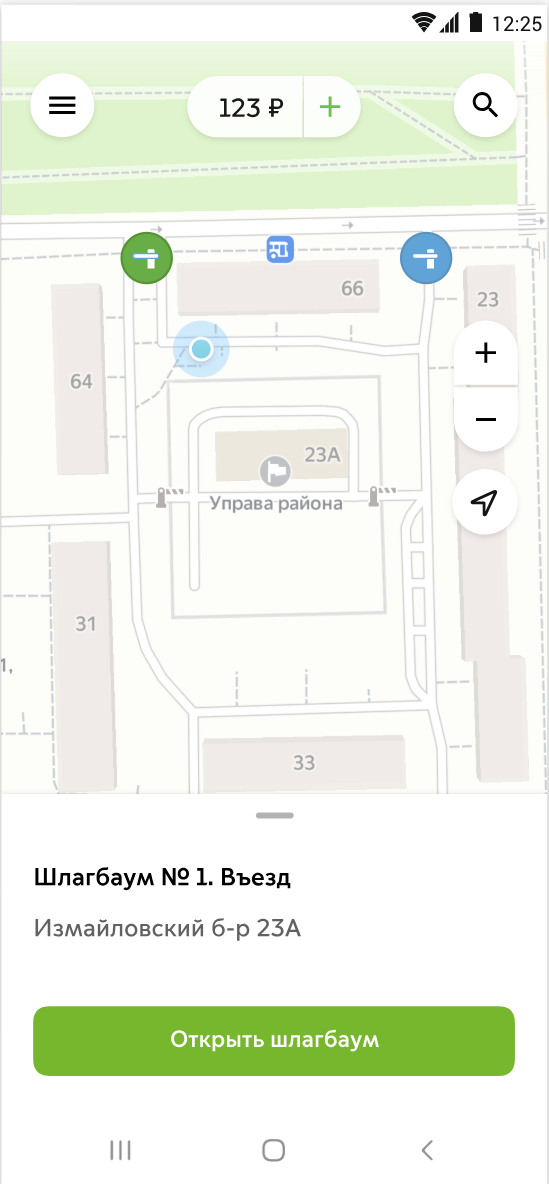 12:25
123 ₽
66
23
64
23А
Управа района
31
1,
33
Шлагбаум № 1. Въезд
Измайловский б-р 23А
Открыть шлагбаум